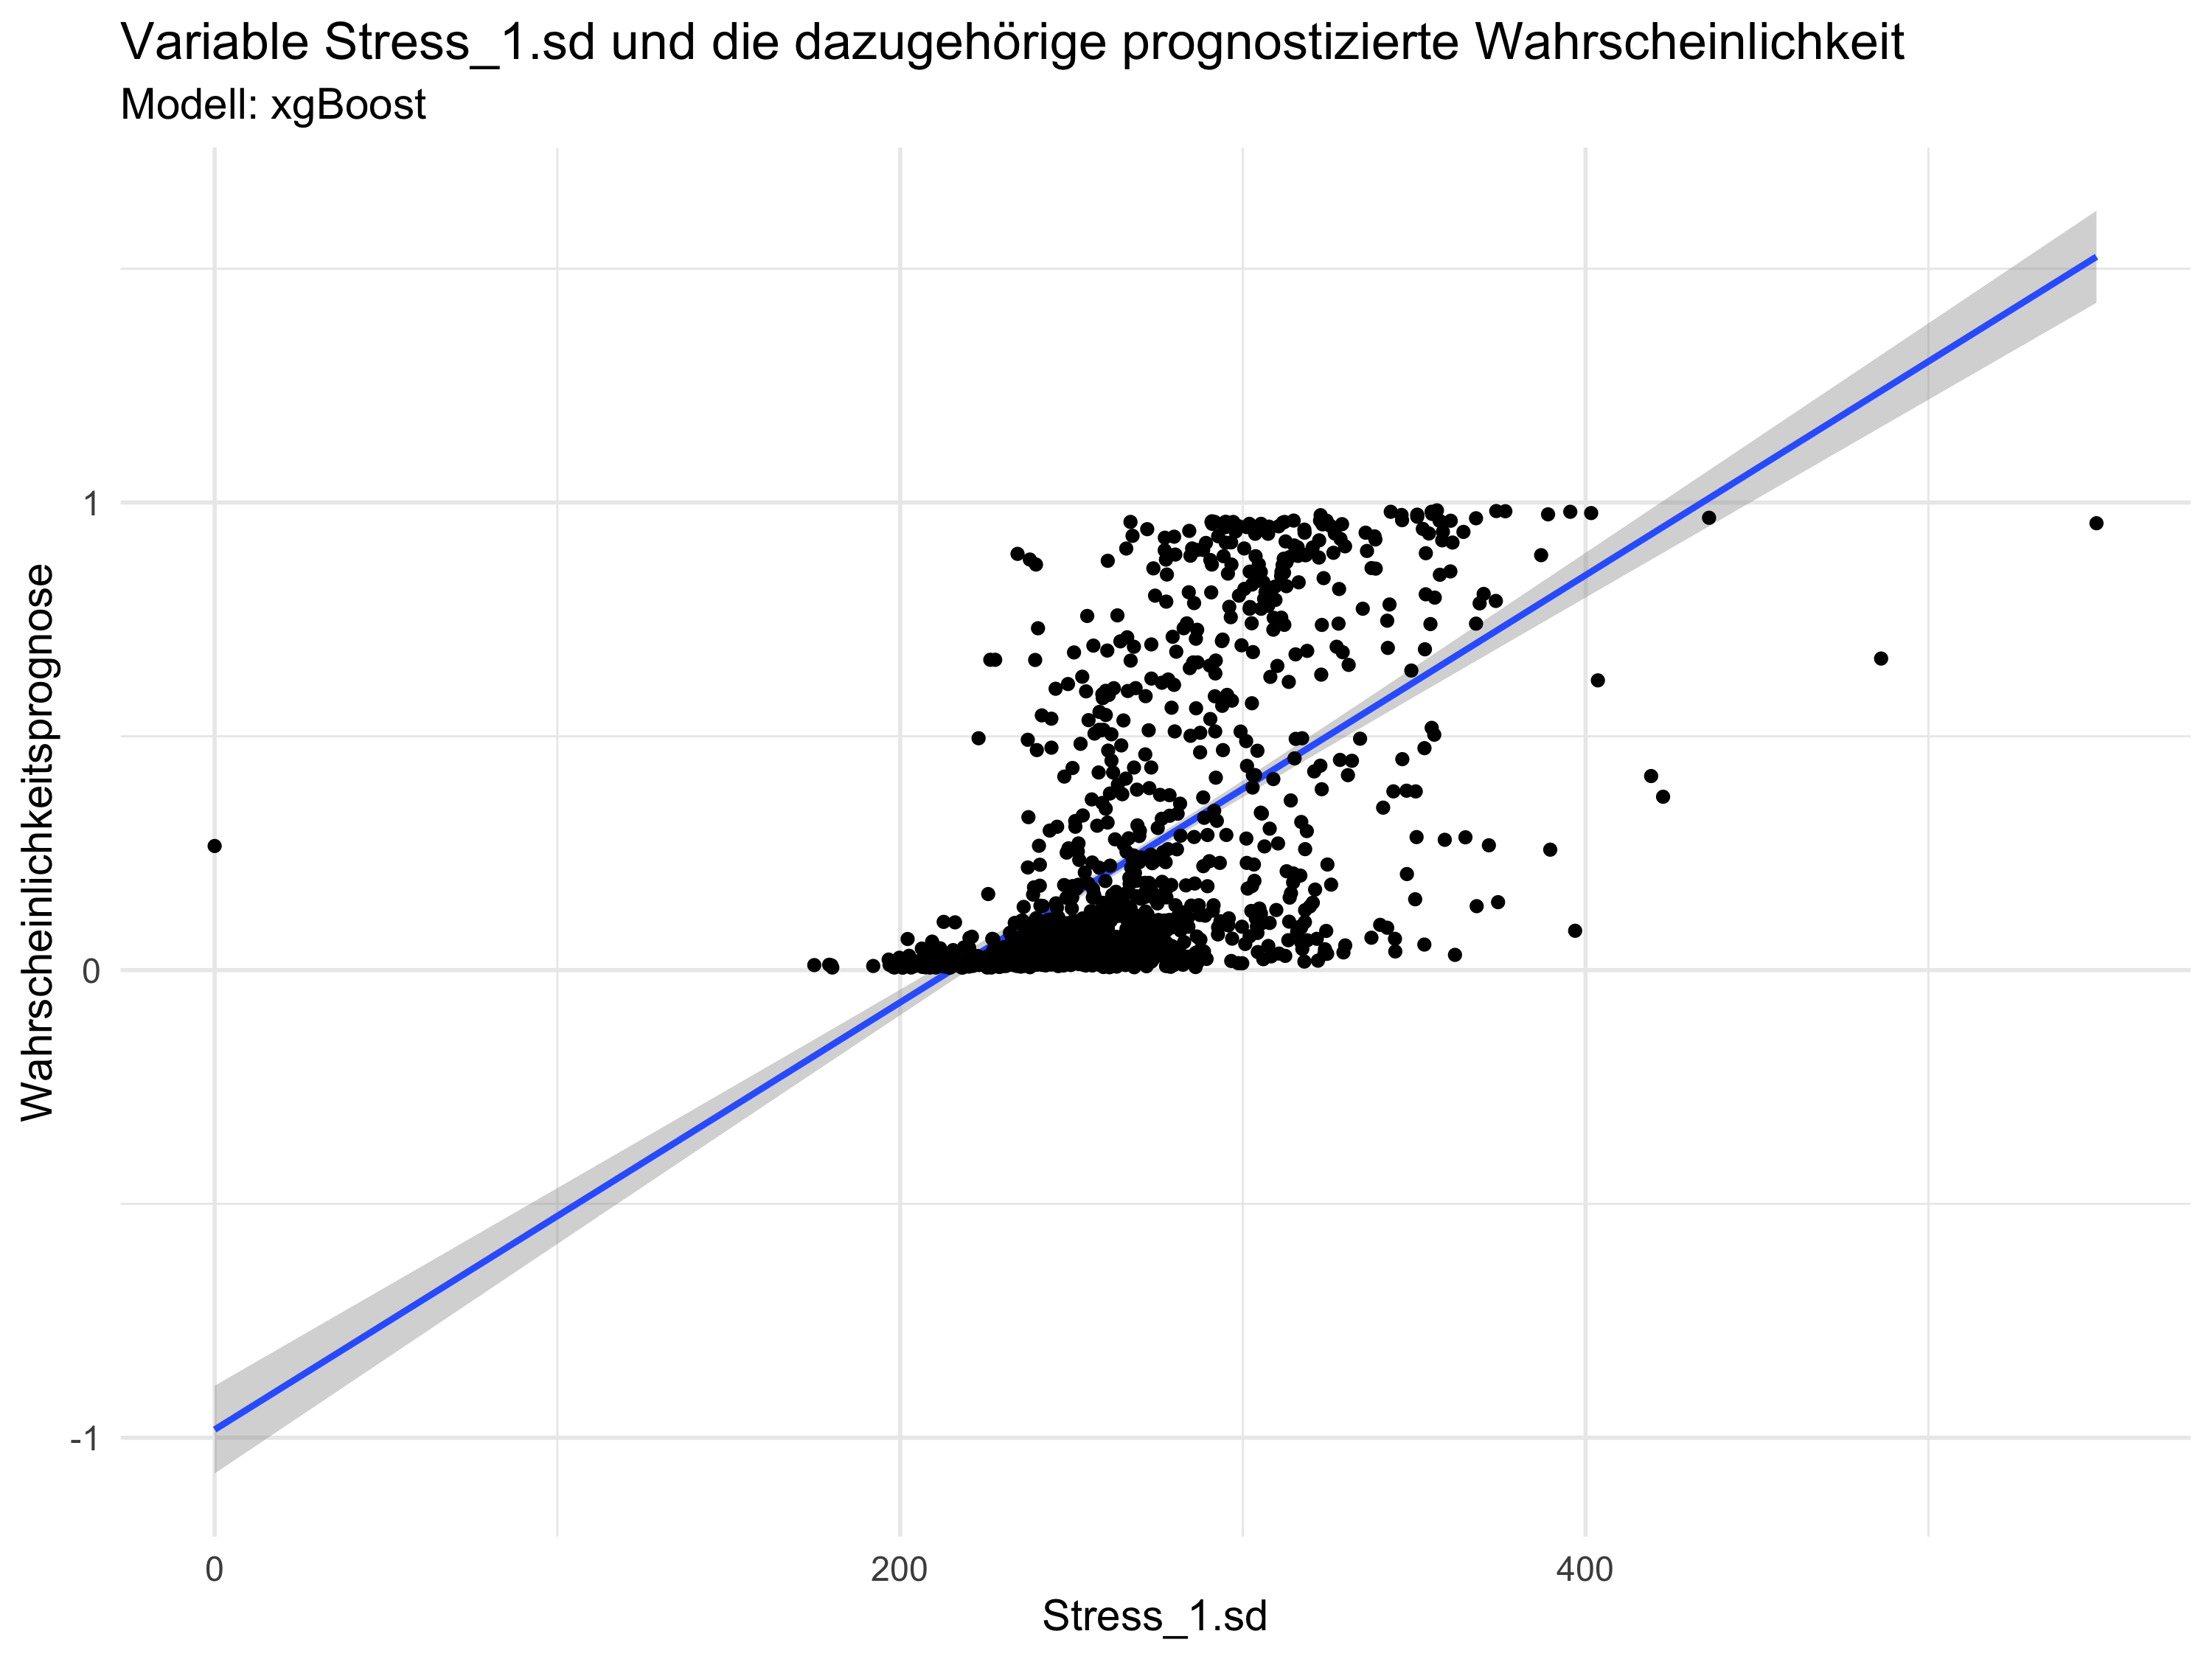 Variable Stress_1.sd und die dazugehörige prognostizierte Wahrscheinlichkeit
Modell: xgBoost
Wahrscheinlichkeitsprognose
1
0
-1
0
200
400
Stress_1.sd